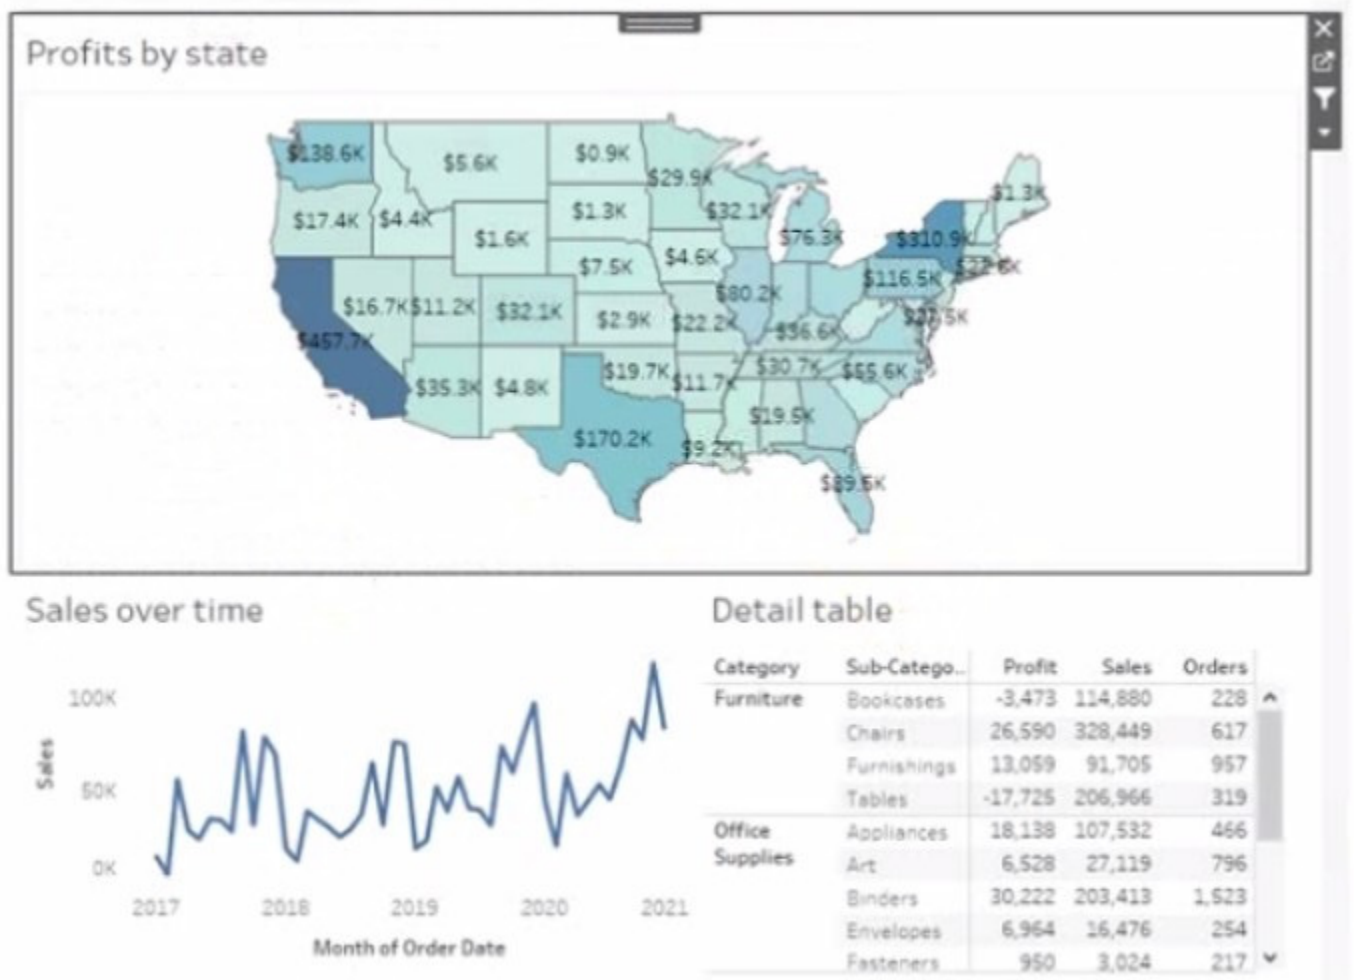 Profits by state
$138.6K
$5.6K
$0.9K
$29.9K
$1.3K
$17.4K
$4.4K
$1.6K
$1.3K
$32.1K
$76.3K
$310.9K
$7.5K
$4.6K
$116.5K
$16.7K
$11.2K
$32.1K
$2.9K
$22.2K
$80.2K
$36.6K
$457.7K
$35.3K
$4.8K
$19.7K
$11.7K
$30.7K
$55.6K
$170.2K
$9.2K
$19.5K
$89.5K
Sales over time
Sales
100K
50K
0K
2017 2018 2019 2020 2021
Month of Order Date
Detail table
Category Sub-Catego.. Profit Sales Orders
Furniture Bookcases -3,473 114,880 228
Chairs 26,590 328,449 617
Furnishings 13,059 91,705 957
Tables -17,725 206,966 319
Office Supplies Appliances 18,138 107,532 466
Art 6,528 27,119 796
Binders 30,222 203,413 1,523
Envelopes 6,964 16,476 254
Fasteners 950 3,024 217